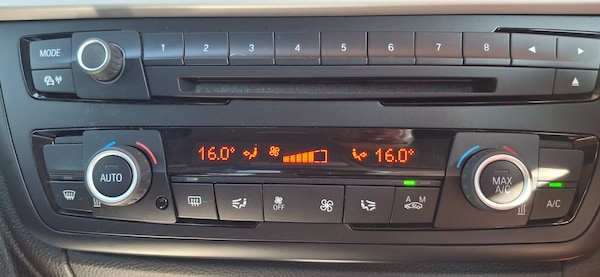 MODE 1 2 3 4 5 6 7 8
16.0° 16.0°
AUTO MAX A/C
OFF A M A/C